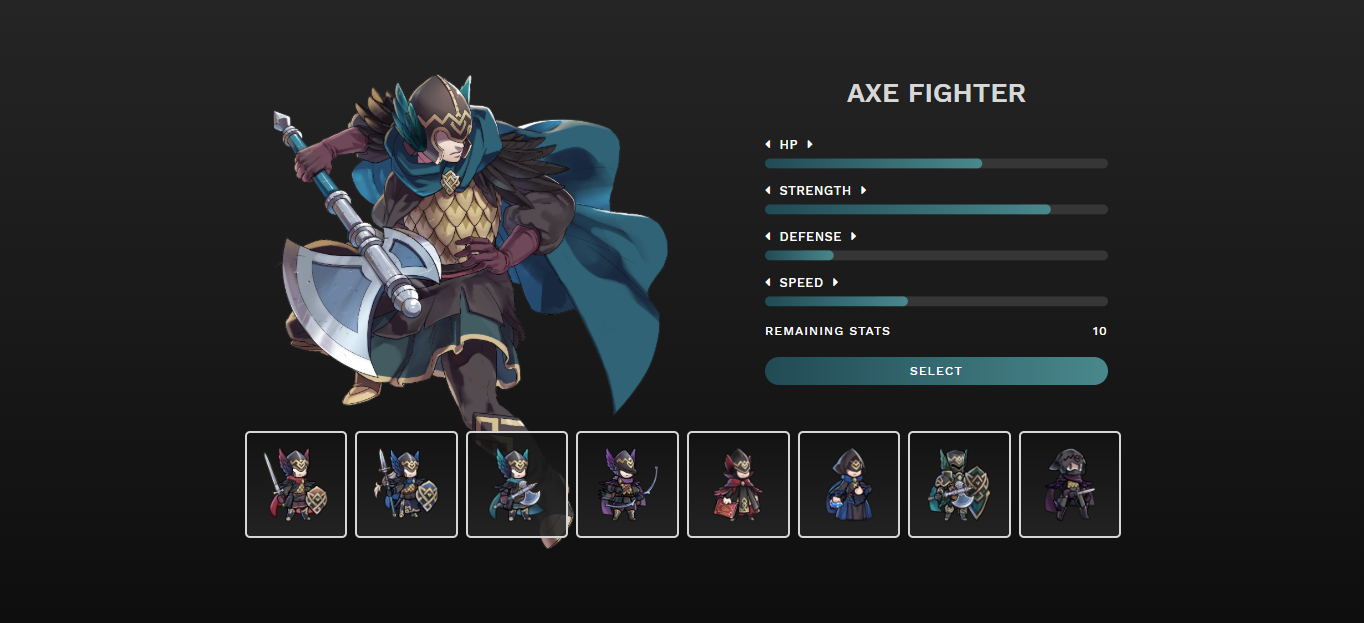 AXE FIGHTER
HP
STRENGTH
DEFENSE
SPEED
REMAINING STATS 10
SELECT